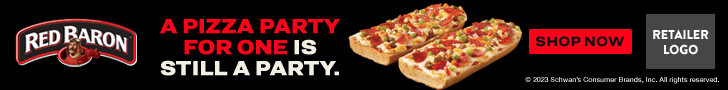 RED BARON
A PIZZA PARTY
FOR ONE IS
STILL A PARTY.
SHOP NOW
RETAILER
LOGO
© 2023 Schwan's Consumer Brands, Inc. All rights reserved.